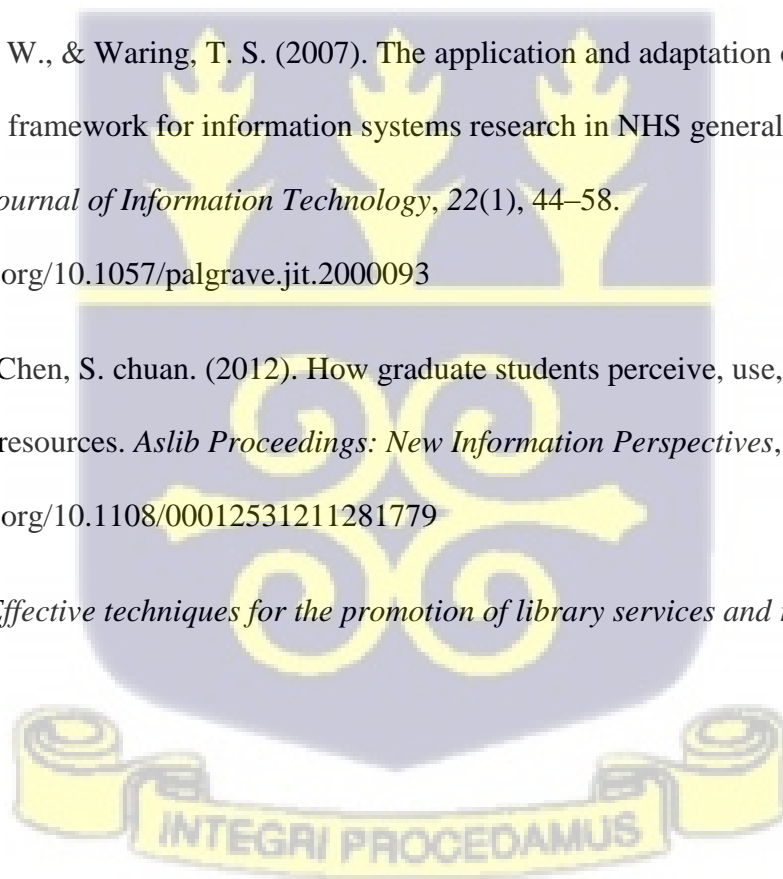 W., & Waring, T. S. (2007). The application and adaptation
framework for information systems research in NHS general
ournal of Information Technology, 22(1), 44–58.
org/10.1057/palgrave.jit.2000093
Chen, S. chuan. (2012). How graduate students perceive, use,
resources. Aslib Proceedings: New Information Perspectives,
org/10.1108/00012531211281779
Effective techniques for the promotion of library services and
INTEGRI PROCEDAMUS